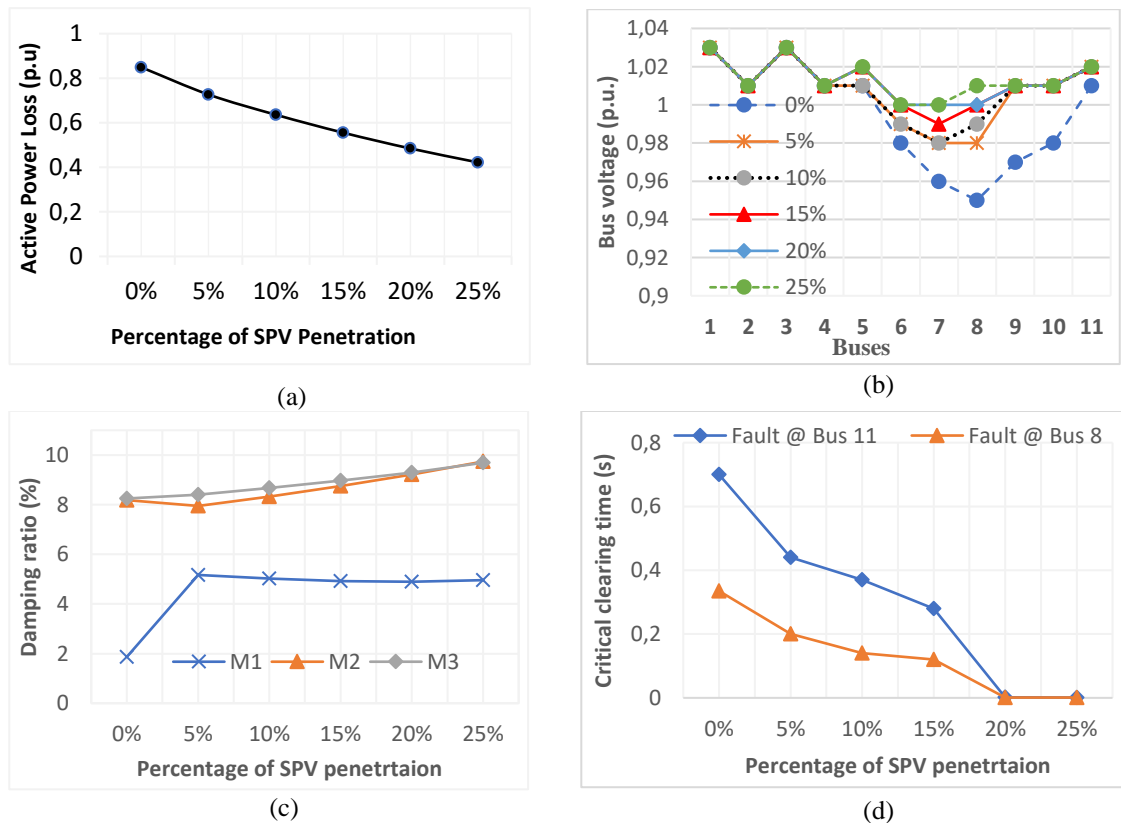 1
0,8
0,6
0,4
0,2
0
Active Power Loss (p.u)
0% 5% 10% 15% 20% 25%
Percentage of SPV Penetration
(a)
1,04
1,02
1
0,98
0,96
0,94
0,92
0,9
Bus voltage (p.u.)
0%
5%
10%
15%
20%
25%
1 2 3 4 5 6 7 8 9 10 11
Buses
(b)
10
8
6
4
2
0
Damping ratio (%)
M1 M2 M3
0% 5% 10% 15% 20% 25%
Percentage of SPV penetrtaion
(c)
Fault @ Bus 11 Fault @ Bus 8
0,8
0,6
0,4
0,2
0
Critical clearing time (s)
0% 5% 10% 15% 20% 25%
Percentage of SPV penetrtaion
(d)